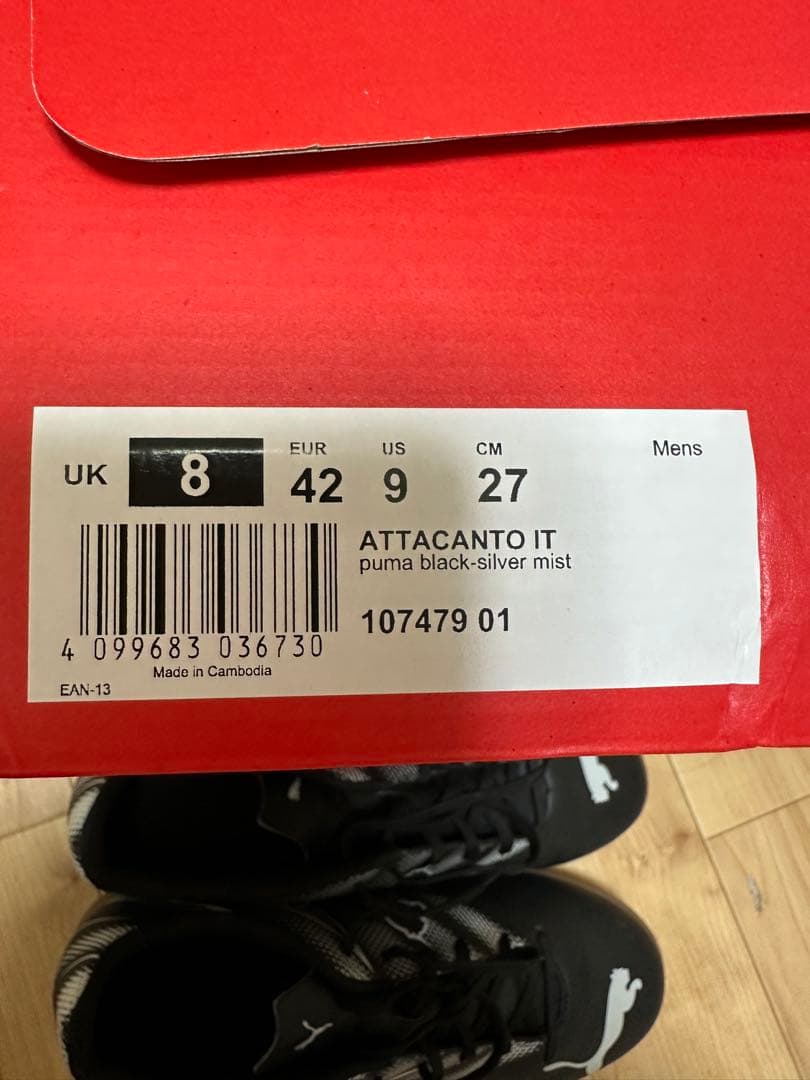 UK 8 EUR 42 US 9 CM 27 Mens
ATTACANTO IT
puma black-silver mist
107479 01
4 099683 036730
Made in Cambodia
EAN-13